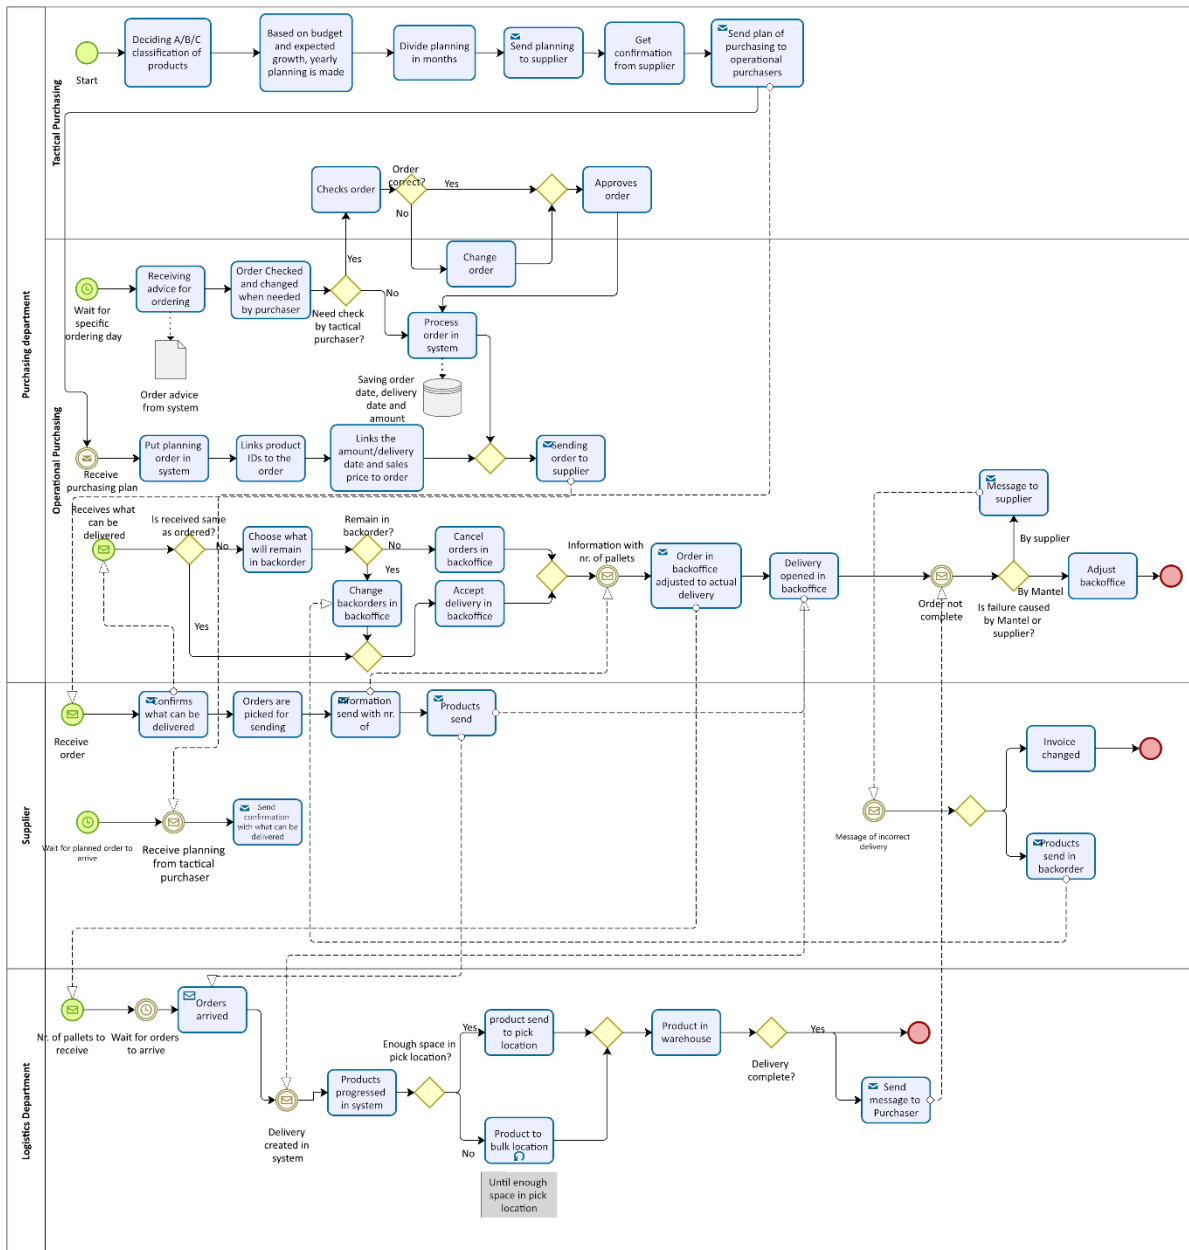 Purchasing department
Tactical Purchasing
Start
Deciding A/B/C
classification of
products
Based on budget
and expected
growth, yearly
planning is made
Divide planning
in months
Send planning
to supplier
Get
confirmation
from supplier
Send plan of
purchasing to
operational
purchasers
Checks order
Order
correct?
Yes
No
Approves
order
Change
order
Operational Purchasing
Wait for
specific
ordering day
Receiving
advice for
ordering
Order advice
from system
Order Checked
and changed
when needed
by purchaser
Yes
No
Need check
by tactical
purchaser?
Process
order in
system
Saving order
date, delivery
date and
amount
Receive
purchasing plan
Put planning
order in
system
Links product
IDs to the
order
Links the
amount/delivery
date and sales
price to order
Sending
order to
supplier
Receives what
can be
delivered
Is received same
as ordered?
No
Yes
Choose what
will remain
in backorder
Remain in
backorder?
No
Yes
Cancel
orders in
backoffice
Change
backorders in
backoffice
Accept
delivery in
backoffice
Information with
nr. of pallets
Order in
backoffice
adjusted to actual
delivery
Delivery
opened in
backoffice
Order not
complete
Message to
supplier
By supplier
By Mantel
Is failure caused
by Mantel or
supplier?
Adjust
backoffice
Supplier
Receive
order
Confirms
what can be
delivered
Orders are
picked for
sending
Information
send with nr.
of
Products
send
Wait for planned order to
arrive
Receive planning
from tactical
purchaser
Send
confirmation
with what can be
delivered
Message of incorrect
delivery
Invoice
changed
Products
send in
backorder
Logistics Department
Nr. of pallets to
receive
Wait for orders
to arrive
Orders
arrived
Delivery
created in
system
Products
progressed
in system
Enough space in
pick location?
Yes
No
product send
to pick
location
Product to
bulk location
Until enough
space in pick
location
Product in
warehouse
Delivery
complete?
Yes
Send
message to
Purchaser